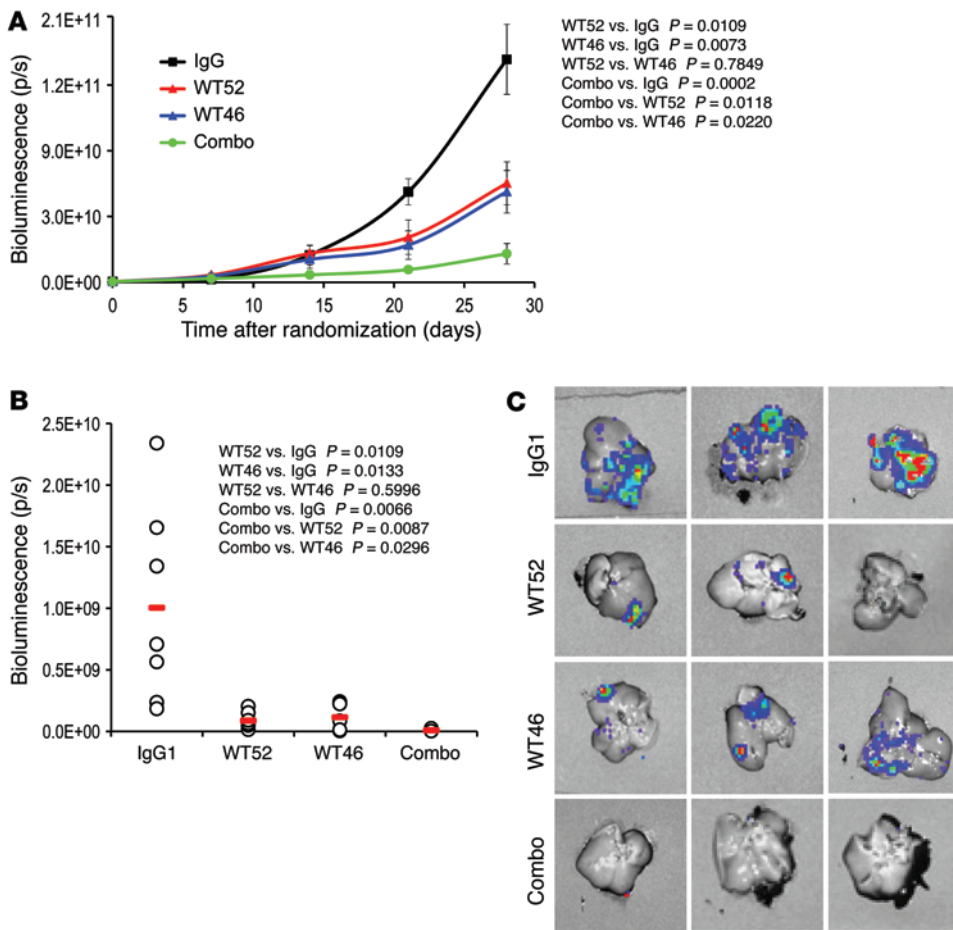 A
2.1E+11
1.2E+11
5.0E+10
3.0E+10
0.0E+00
Bioluminescence (p/s)
IgG
WT52
WT46
Combo
0 5 10 15 20 25 30
Time after randomization (days)
WT52 vs. IgG P = 0.0109
WT46 vs. IgG P = 0.0073
WT52 vs. WT46 P = 0.7849
Combo vs. IgG P = 0.0002
Combo vs. WT52 P = 0.0118
Combo vs. WT46 P = 0.0220
B
2.5E+10
2.0E+10
1.5E+10
1.0E+09
0.5E+09
0.0E+00
Bioluminescence (p/s)
WT52 vs. IgG P = 0.0109
WT46 vs. IgG P = 0.0133
WT52 vs. WT46 P = 0.5996
Combo vs. IgG P = 0.0066
Combo vs. WT52 P = 0.0087
Combo vs. WT46 P = 0.0296
IgG1 WT52 WT46 Combo
C
IgG1
WT52
WT46
Combo